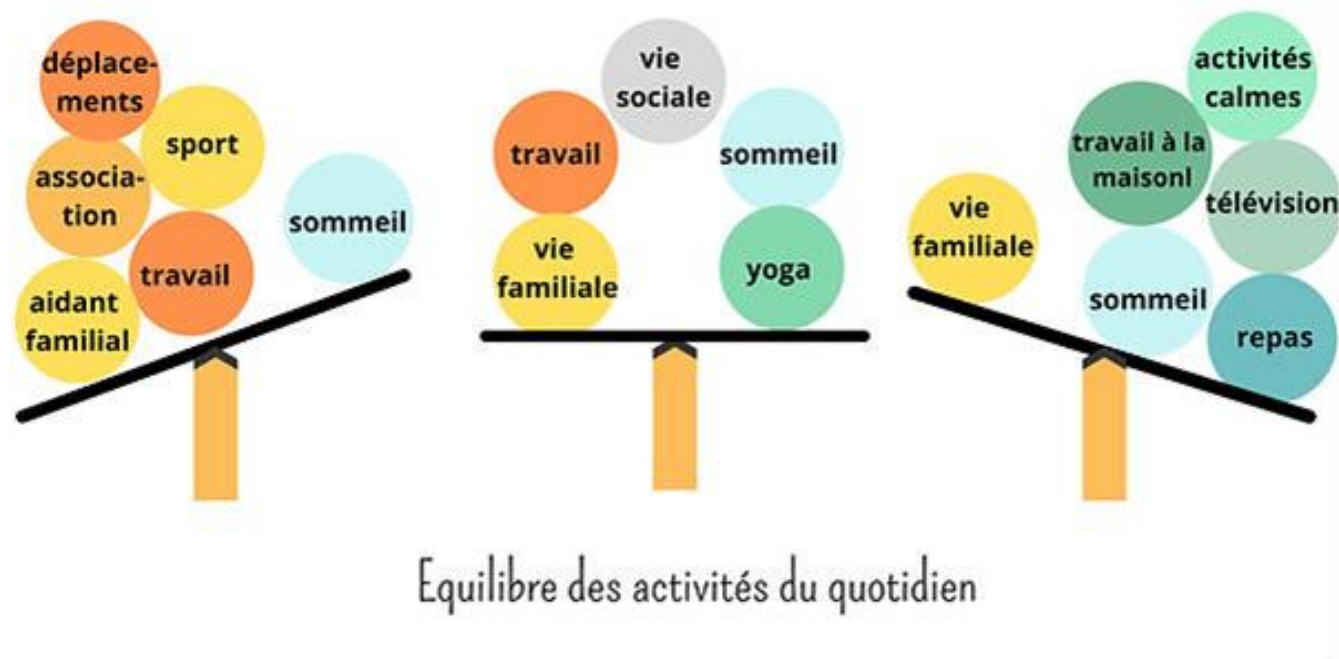 déplace-
ments
sport
associa-
tion
travail
aidant
familial
sommeil
vie
sociale
travail
sommeil
vie
familiale
yoga
activités
calmes
travail à la
maisonl
télévision
vie
familiale
sommeil
repas
Equilibre des activités du quotidien